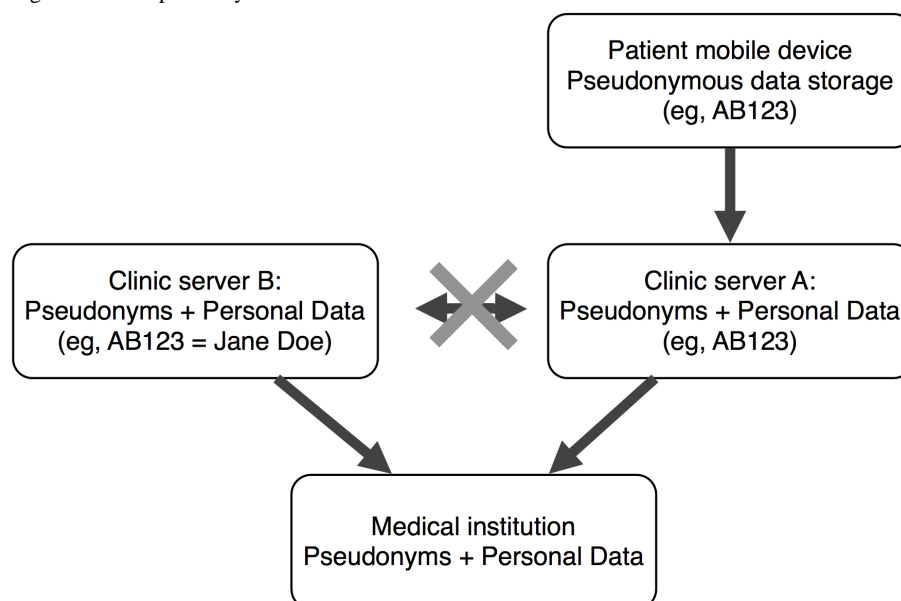 Patient mobile device
Pseudonymous data storage
(eg, AB123)
Clinic server B:
Pseudonyms + Personal Data
(eg, AB123 = Jane Doe)
Clinic server A:
Pseudonyms + Personal Data
(eg, AB123)
Medical institution
Pseudonyms + Personal Data